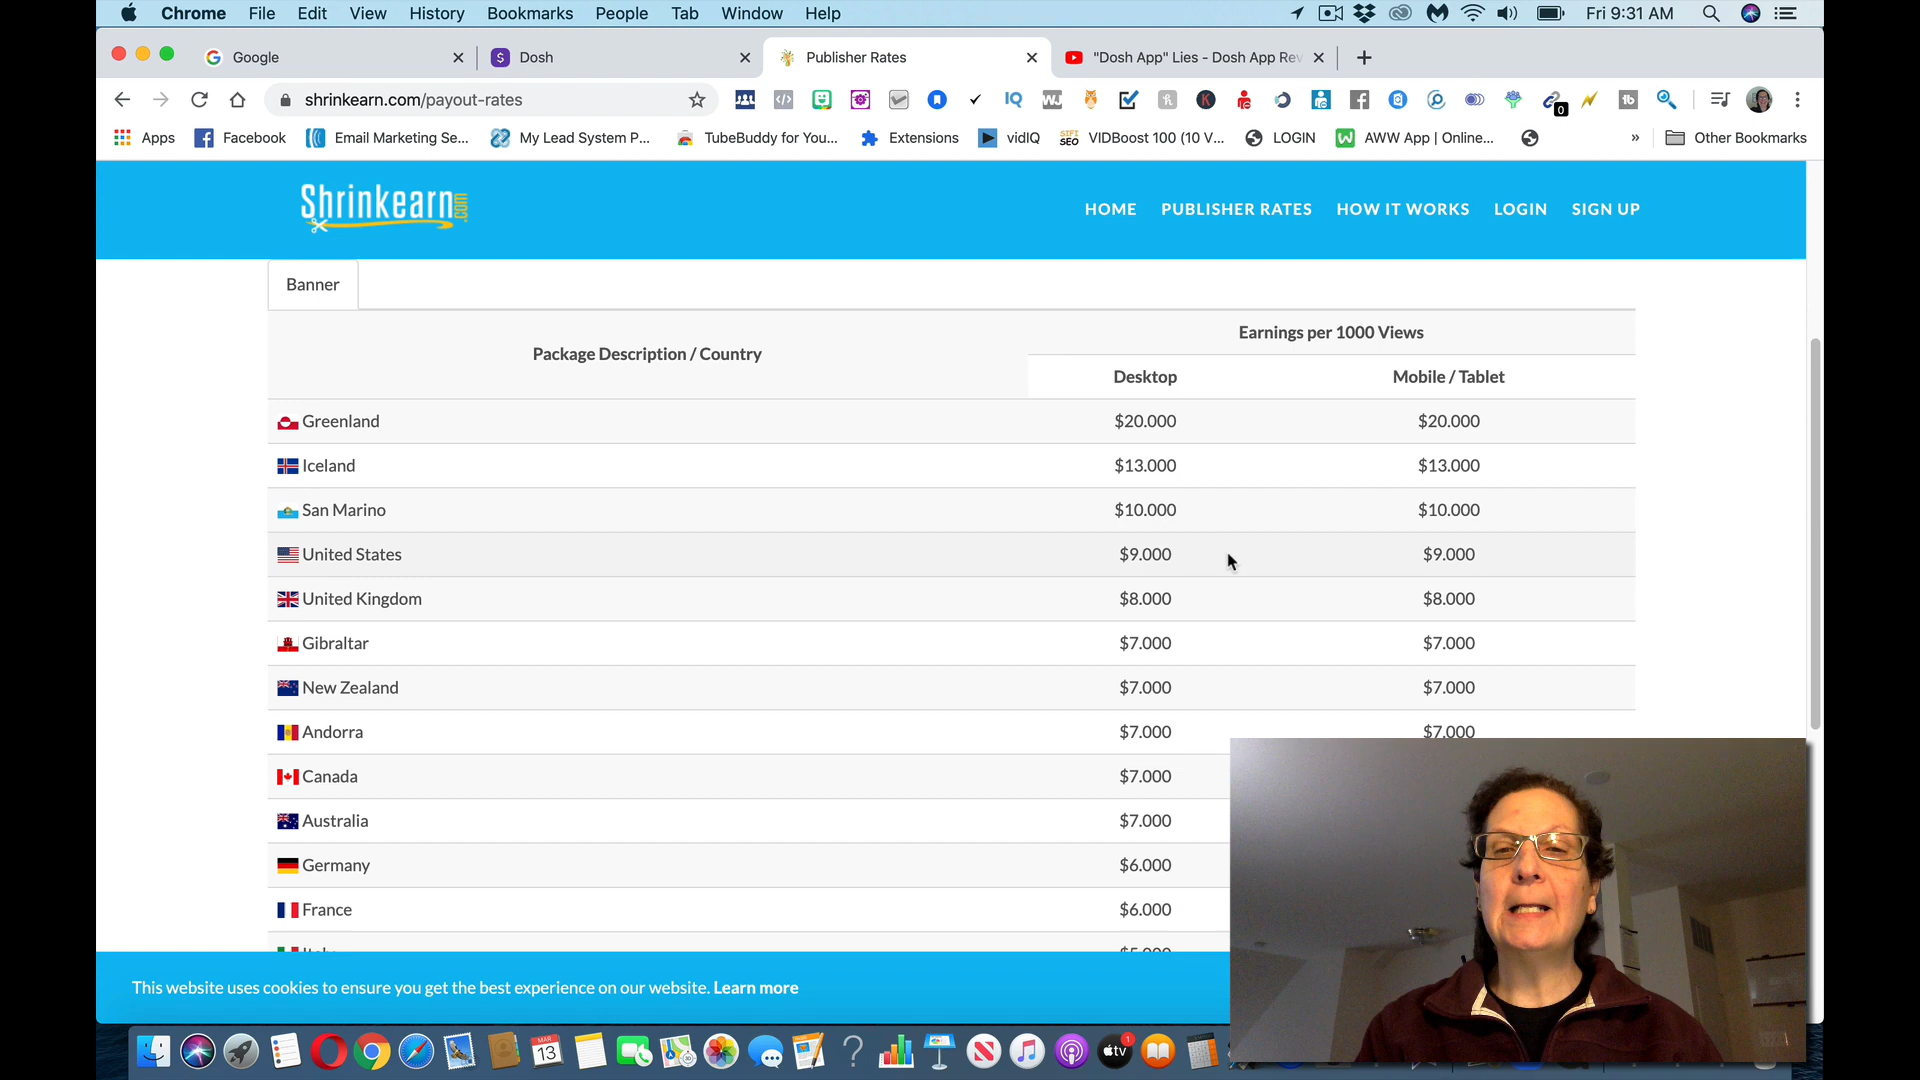 Chrome File Edit View History Bookmarks People Tab Window Help Fri 9:31 AM
Google Dosh Publisher Rates "Dosh App" Lies - Dosh App Rev
shrinkearn.com/payout-rates
Apps Facebook Email Marketing Se... My Lead System P... TubeBuddy for You... Extensions vidIQ VIDBoost 100 (10 V... LOGIN AWW App | Online... » Other Bookmarks
Shrinkearn.com HOME PUBLISHER RATES HOW IT WORKS LOGIN SIGN UP
Banner
Package Description / Country Earnings per 1000 Views
Desktop Mobile / Tablet
Greenland $20.000 $20.000
Iceland $13.000 $13.000
San Marino $10.000 $10.000
United States $9.000 $9.000
United Kingdom $8.000 $8.000
Gibraltar $7.000 $7.000
New Zealand $7.000 $7.000
Andorra $7.000 $7.000
Canada $7.000
Australia $7.000
Germany $6.000
France $6.000
This website uses cookies to ensure you get the best experience on our website. Learn more
MAR 13 tv 1